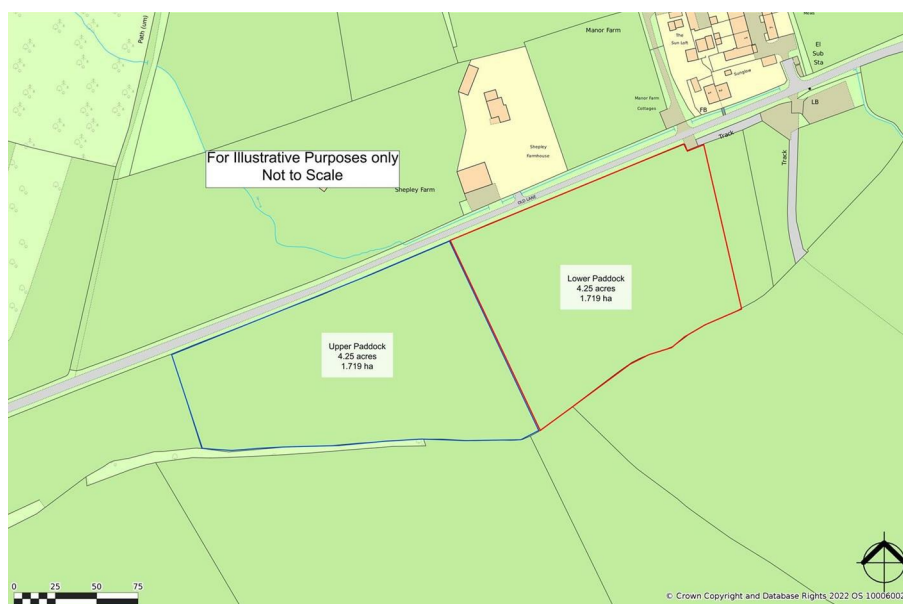 Path (um)
Manor Farm
The
Sun Loft
El
Sub
Sta
Sunglow
Manor Farm
Cottages
FB
LB
Track
Track
For Illustrative Purposes only
Not to Scale
Shepley
Farmhouse
Shepley Farm
OLD LANE
Lower Paddock
4.25 acres
1.719 ha
Upper Paddock
4.25 acres
1.719 ha
0 25 50 75
© Crown Copyright and Database Rights 2022 OS 10006002